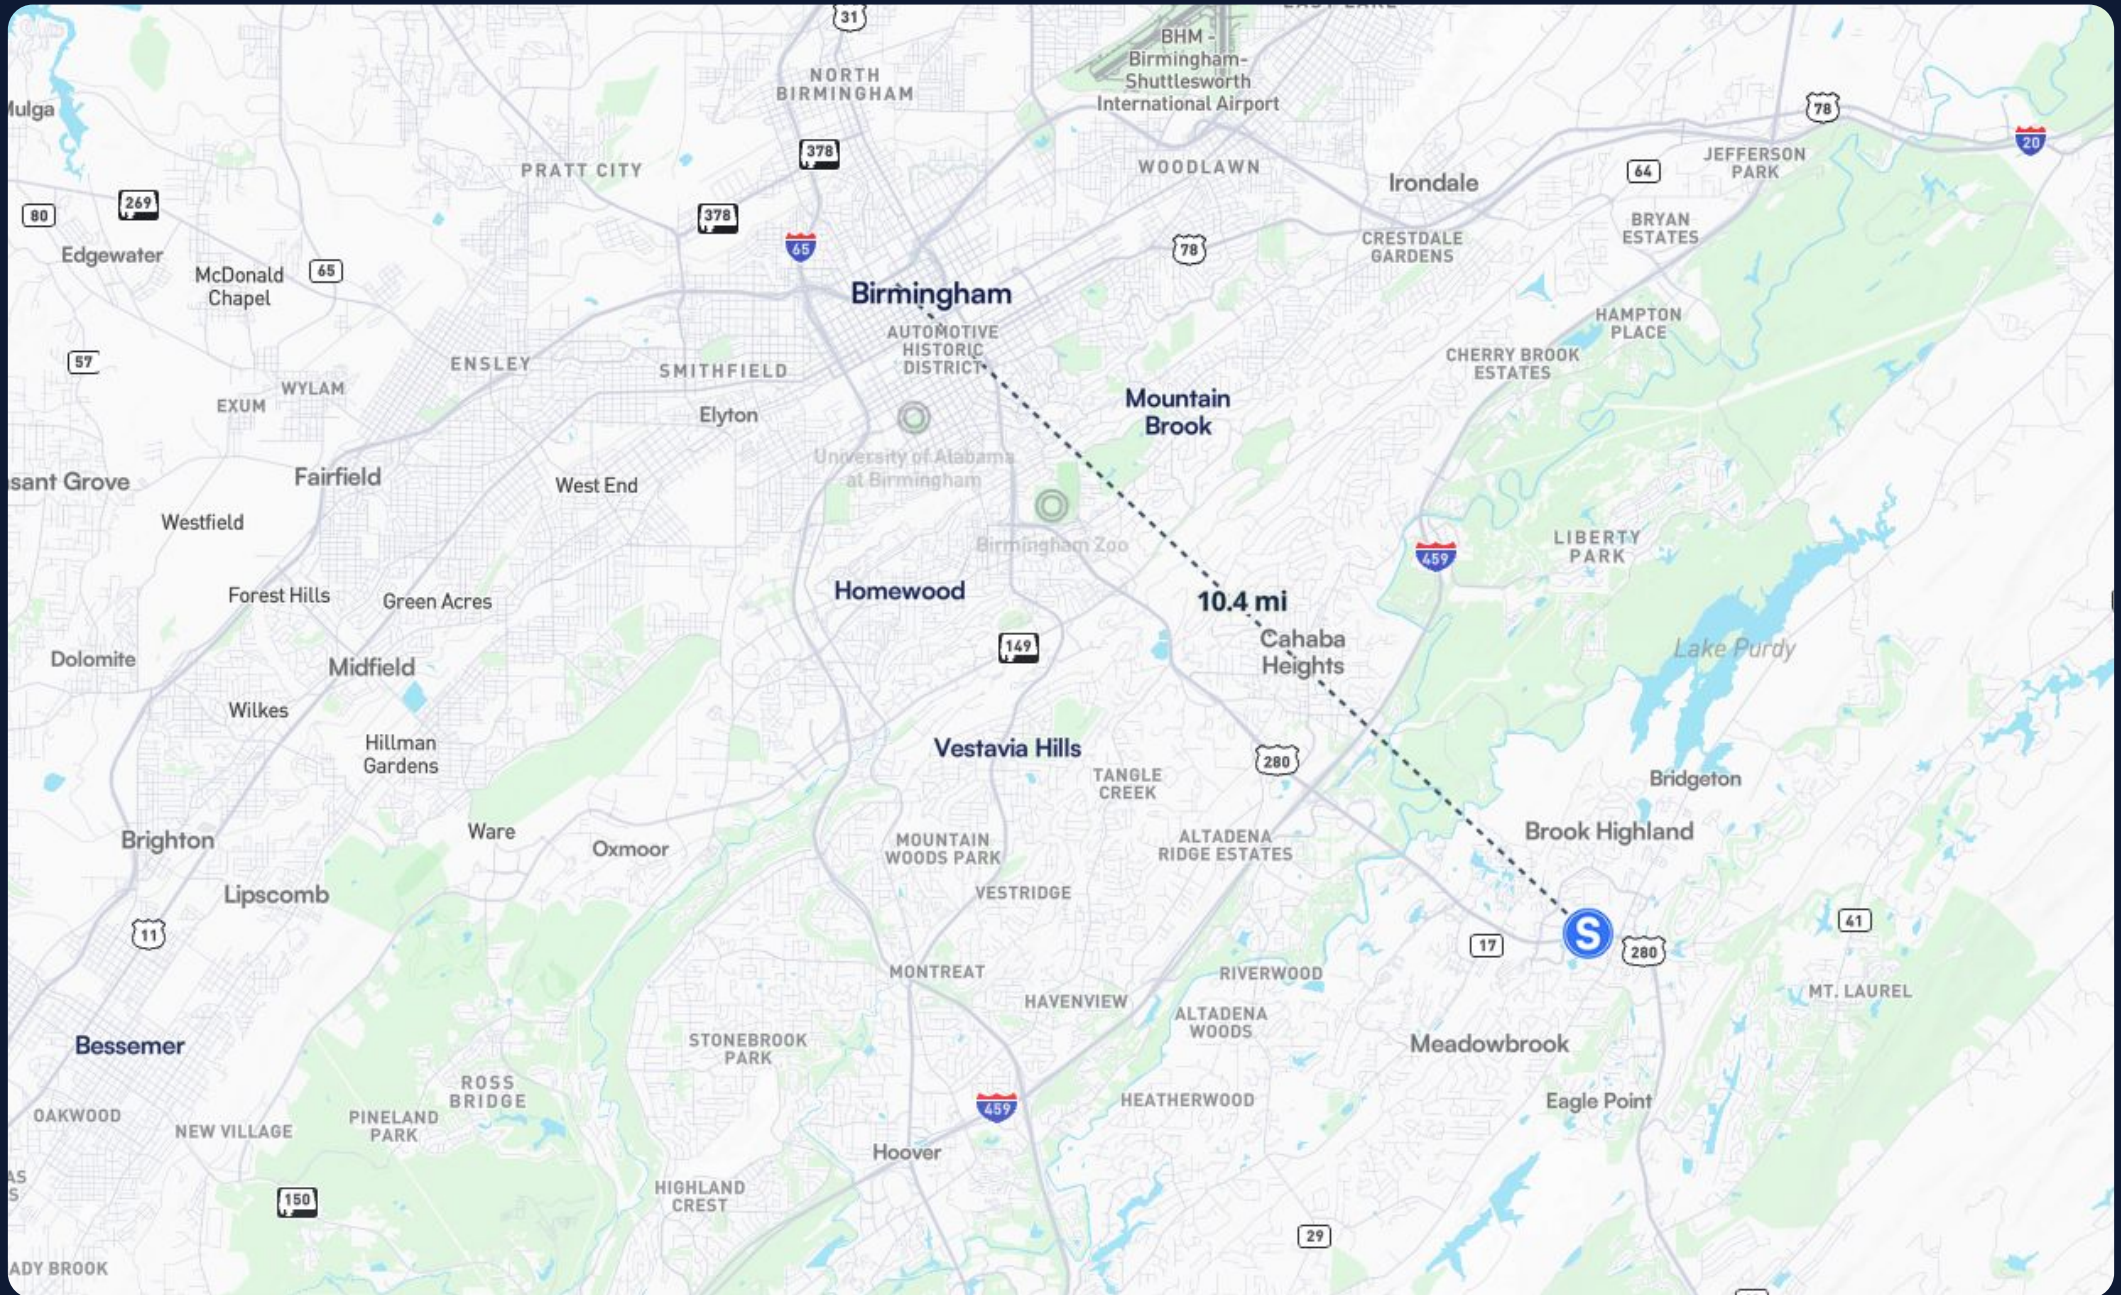 31
BHM -
Birmingham-
Shuttlesworth
International Airport
NORTH
BIRMINGHAM
78
20
378
PRATT CITY
WOODLAWN
Irondale
64
JEFFERSON
PARK
80
269
378
65
78
BRYAN
ESTATES
CRESTDALE
GARDENS
Edgewater
McDonald
Chapel
65
Birmingham
AUTOMOTIVE
HISTORIC
DISTRICT
HAMPTON
PLACE
CHERRY BROOK
ESTATES
57
ENSLEY
SMITHFIELD
WYLAM
EXUM
Elyton
Mountain
Brook
University of Alabama
at Birmingham
sant Grove
Fairfield
West End
Westfield
Birmingham Zoo
LIBERTY
PARK
459
Forest Hills
Green Acres
Homewood
10.4 mi
Cahaba
Heights
149
Lake Purdy
Dolomite
Midfield
Wilkes
Hillman
Gardens
Vestavia Hills
280
TANGLE
CREEK
Bridgeton
Brighton
Ware
Oxmoor
MOUNTAIN
WOODS PARK
ALTADENA
RIDGE ESTATES
Brook Highland
Lipscomb
VESTRIDGE
11
41
17
S
280
MONTREAT
RIVERWOOD
HAVENVIEW
MT. LAUREL
ALTADENA
WOODS
STONEBROOK
PARK
Meadowbrook
Bessemer
ROSS
BRIDGE
OAKWOOD
NEW VILLAGE
PINELAND
PARK
459
HEATHERWOOD
Eagle Point
Hoover
AS
S
150
HIGHLAND
CREST
29
ADY BROOK